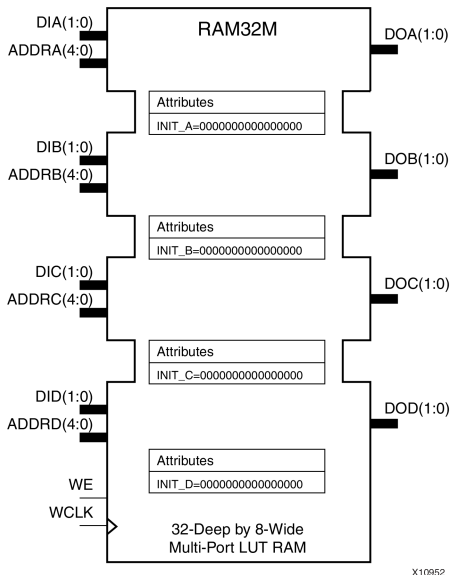 RAM32M
DIA(1:0)
DOA(1:0)
ADDRA(4:0)
Attributes
INIT_A=0000000000000000
DIB(1:0)
DOB(1:0)
ADDRB(4:0)
Attributes
INIT_B=0000000000000000
DIC(1:0)
DOC(1:0)
ADDRC(4:0)
Attributes
INIT_C=0000000000000000
DID(1:0)
DOD(1:0)
ADDRD(4:0)
Attributes
INIT_D=0000000000000000
WE
WCLK
32-Deep by 8-Wide
Multi-Port LUT RAM
X10952